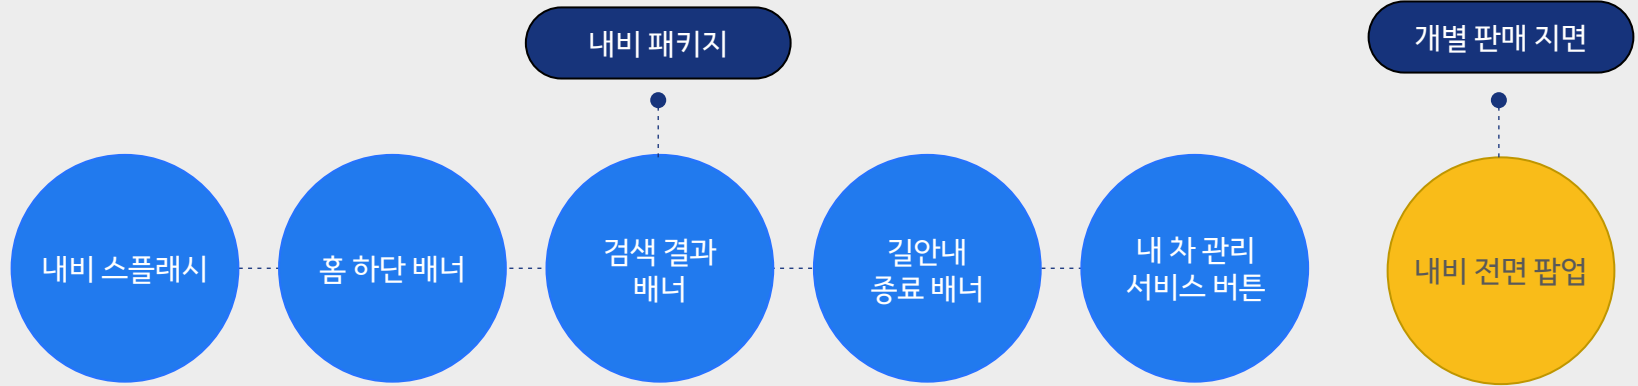 내비 패키지
개별 판매 지면
내비 스플래시
홈 하단 배너
검색 결과
배너
길안내
종료 배너
내 차 관리
서비스 버튼
내비 전면 팝업